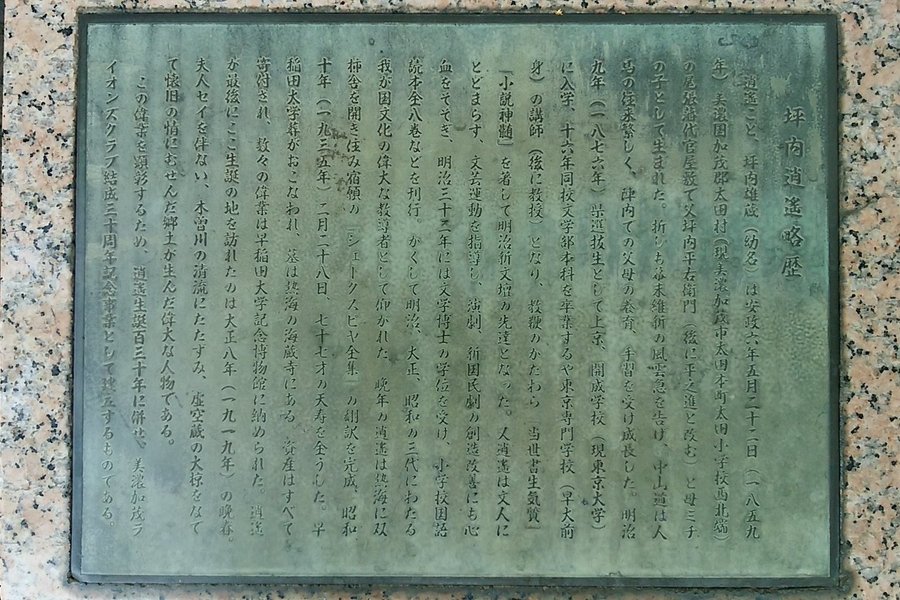 坪内逍遥略歴
逍遥こと、坪内雄蔵（幼名）は安政六年五月二十二日（一八五九
年）美濃国加茂郡太田村（現美濃加茂市太田本町太田小学校西北端）
の尾張藩代官屋敷で父坪内平右衛門（後に平之進と改む）と母ミチ
の子として生まれた。折しも幕末維新の風雲急を告げ、中山道は人
馬の往来繁しく、陣内での父母の養育、手習を受け成長した。明治
九年（一八七六年）県選抜生として上京、開成学校（現東京大学）
に入学、十六年同校文学部本科を卒業するや東京専門学校（早大前
身）の講師（後に教授）となり、教鞭のかたわら「当世書生気質」
「小説神髄」を著して明治新文壇の先達となった。又逍遥は文人に
とどまらず、文芸運動を指導し、演劇、新国民劇の創造改善にも心
血をそそぎ、明治三十二年には文学博士の学位を受け、小学校国語
読本全八巻などを刊行、かくして明治、大正、昭和の三代にわたる
我が国文化の偉大な教導者として仰がれた。晩年の逍遥は熱海に双
柿舎を開き住み宿願の「シェークスピヤ全集」の翻訳を完成、昭和
十年（一九三五年）二月二十八日、七十七才の天寿を全うした。早
稲田大学葬がおこなわれ、墓は熱海の海蔵寺にある。資産はすべて
寄付され、数々の偉業は早稲田大学記念博物館に納められた。逍遥
が最後にここ生誕の地を訪れたのは大正八年（一九一九年）の晩春。
夫人セイを伴ない、木曽川の清流にたたずみ、虚空蔵の大椋をなで
て懐旧の情にむせんだ郷土が生んだ偉大な人物である。
この偉業を顕彰するため、逍遥生誕百三十年に併せ、美濃加茂ラ
イオンズクラブ結成三十周年記念事業として建立するものである。